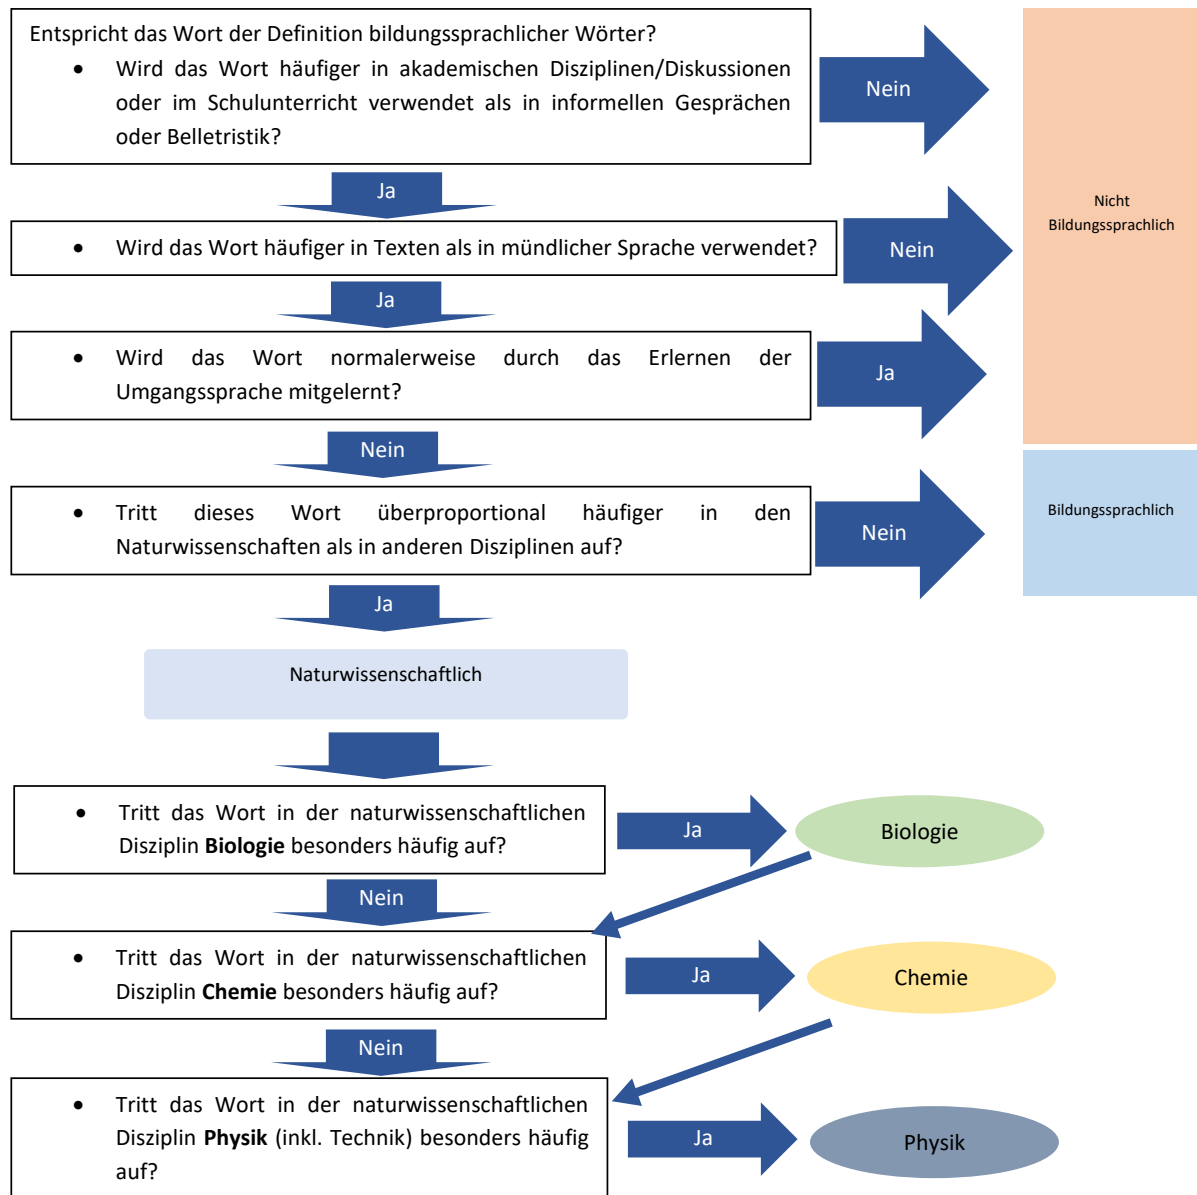 Entspricht das Wort der Definition bildungssprachlicher Wörter?
• Wird das Wort häufiger in akademischen Disziplinen/Diskussionen
oder im Schulunterricht verwendet als in informellen Gesprächen
oder Belletristik?
Nein
Ja
Nicht
Bildungssprachlich
• Wird das Wort häufiger in Texten als in mündlicher Sprache verwendet?
Nein
Ja
• Wird das Wort normalerweise durch das Erlernen der
Umgangssprache mitgelernt?
Ja
Nein
• Tritt dieses Wort überproportional häufiger in den
Naturwissenschaften als in anderen Disziplinen auf?
Nein
Bildungssprachlich
Ja
Naturwissenschaftlich
• Tritt das Wort in der naturwissenschaftlichen
Disziplin Biologie besonders häufig auf?
Ja
Biologie
Nein
• Tritt das Wort in der naturwissenschaftlichen
Disziplin Chemie besonders häufig auf?
Ja
Chemie
Nein
• Tritt das Wort in der naturwissenschaftlichen
Disziplin Physik (inkl. Technik) besonders häufig
auf?
Ja
Physik